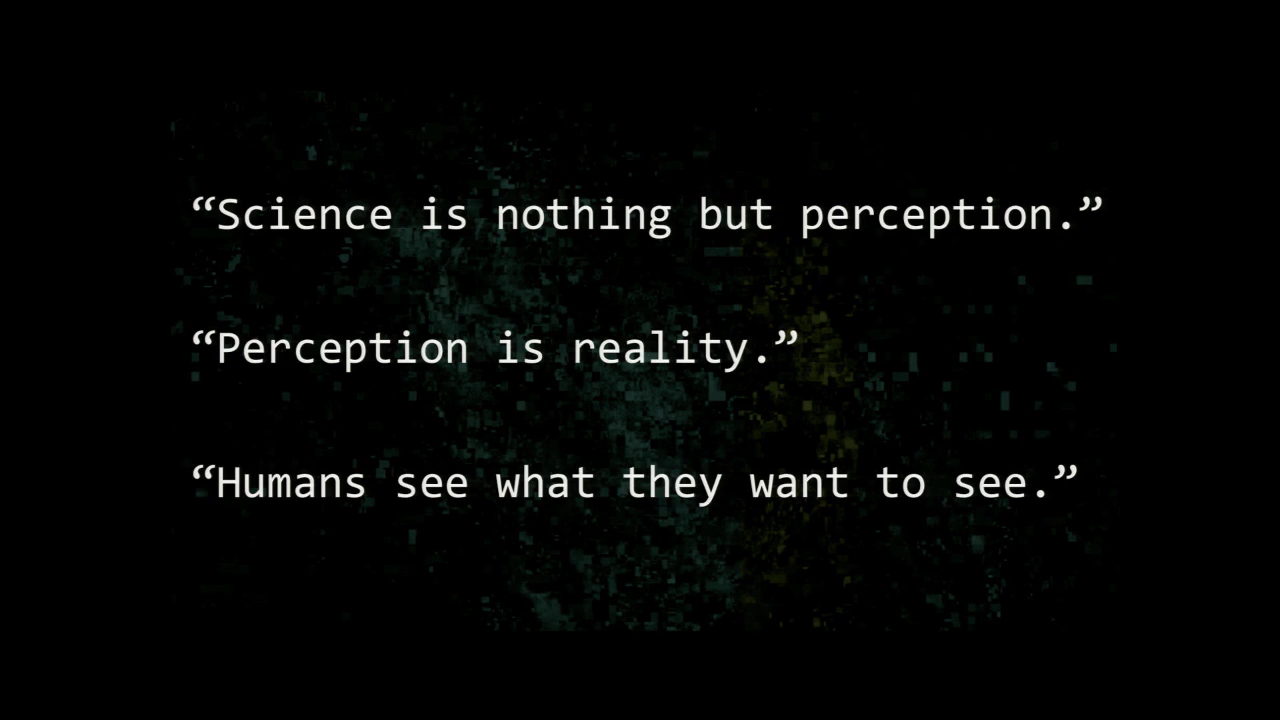 “Science is nothing but perception.”
“Perception is reality.”
“Humans see what they want to see.”